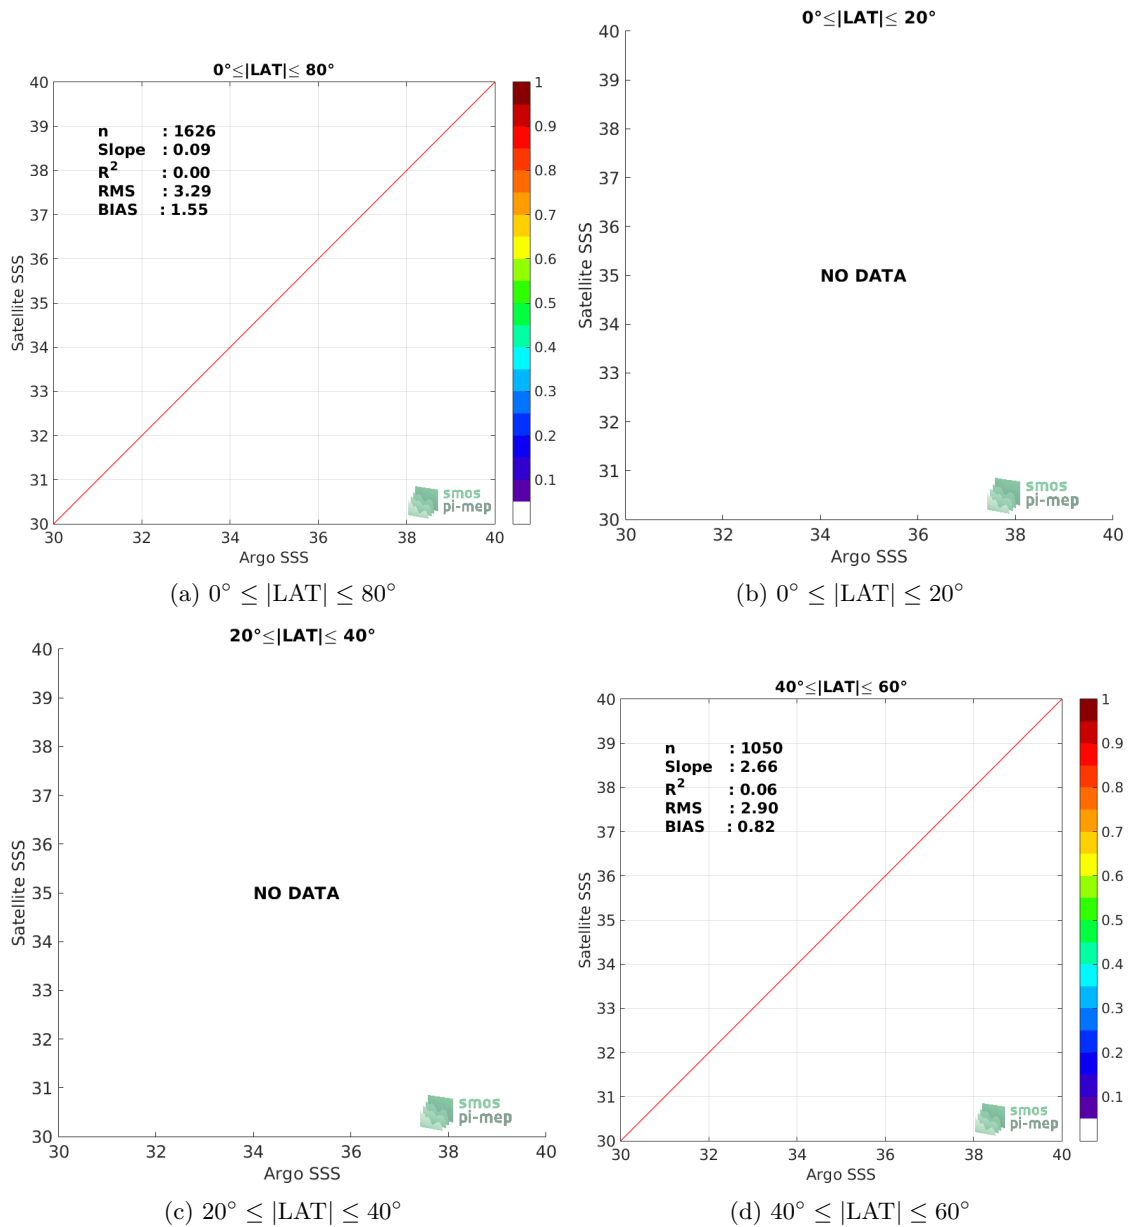 0°≤|LAT|≤ 80°
40
39
38
37
36
35
34
33
32
31
30
Satellite SSS
n : 1626
Slope : 0.09
R² : 0.00
RMS : 3.29
BIAS : 1.55
smos
pi-mep
30 32 34 36 38 40
Argo SSS
1
0.9
0.8
0.7
0.6
0.5
0.4
0.3
0.2
0.1
(a) 0° ≤ |LAT| ≤ 80°
0°≤|LAT|≤ 20°
40
39
38
37
36
35
34
33
32
31
30
Satellite SSS
NO DATA
smos
pi-mep
30 32 34 36 38 40
Argo SSS
(b) 0° ≤ |LAT| ≤ 20°
20°≤|LAT|≤ 40°
40
39
38
37
36
35
34
33
32
31
30
Satellite SSS
NO DATA
smos
pi-mep
30 32 34 36 38 40
Argo SSS
(c) 20° ≤ |LAT| ≤ 40°
40°≤|LAT|≤ 60°
40
39
38
37
36
35
34
33
32
31
30
Satellite SSS
n : 1050
Slope : 2.66
R² : 0.06
RMS : 2.90
BIAS : 0.82
smos
pi-mep
30 32 34 36 38 40
Argo SSS
1
0.9
0.8
0.7
0.6
0.5
0.4
0.3
0.2
0.1
(d) 40° ≤ |LAT| ≤ 60°